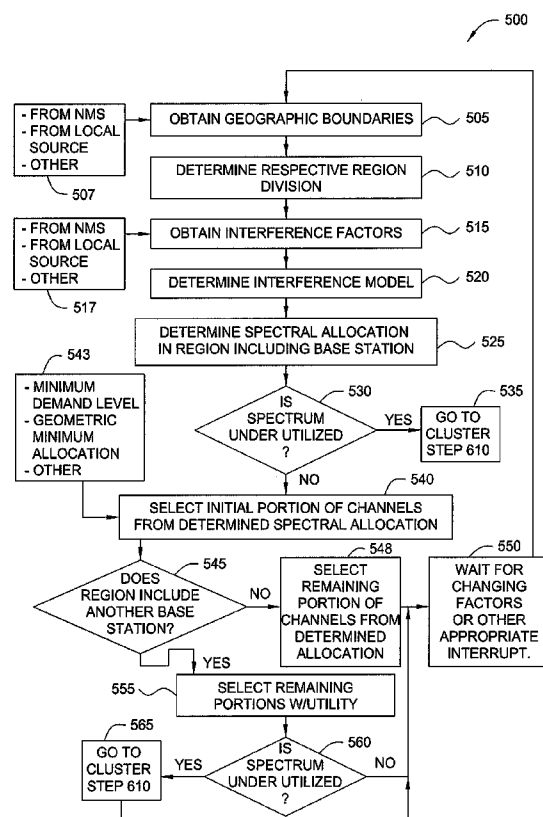 500
- FROM NMS
- FROM LOCAL
SOURCE
- OTHER
507
OBTAIN GEOGRAPHIC BOUNDARIES
505
DETERMINE RESPECTIVE REGION
DIVISION
510
- FROM NMS
- FROM LOCAL
SOURCE
- OTHER
517
OBTAIN INTERFERENCE FACTORS
515
DETERMINE INTERFERENCE MODEL
520
DETERMINE SPECTRAL ALLOCATION
IN REGION INCLUDING BASE STATION
525
543
- MINIMUM
DEMAND LEVEL
- GEOMETRIC
MINIMUM
ALLOCATION
- OTHER
IS
SPECTRUM
UNDER UTILIZED
?
530
YES
535
GO TO
CLUSTER
STEP 610
NO
540
SELECT INITIAL PORTION OF CHANNELS
FROM DETERMINED SPECTRAL ALLOCATION
545
DOES
REGION INCLUDE
ANOTHER BASE
STATION?
NO
548
SELECT
REMAINING
PORTION OF
CHANNELS FROM
DETERMINED
ALLOCATION
550
WAIT FOR
CHANGING
FACTORS
OR OTHER
APPROPRIATE
INTERRUPT.
YES
555
SELECT REMAINING
PORTIONS W/UTILITY
565
GO TO
CLUSTER
STEP 610
YES
IS
SPECTRUM
UNDER UTILIZED
?
560
NO